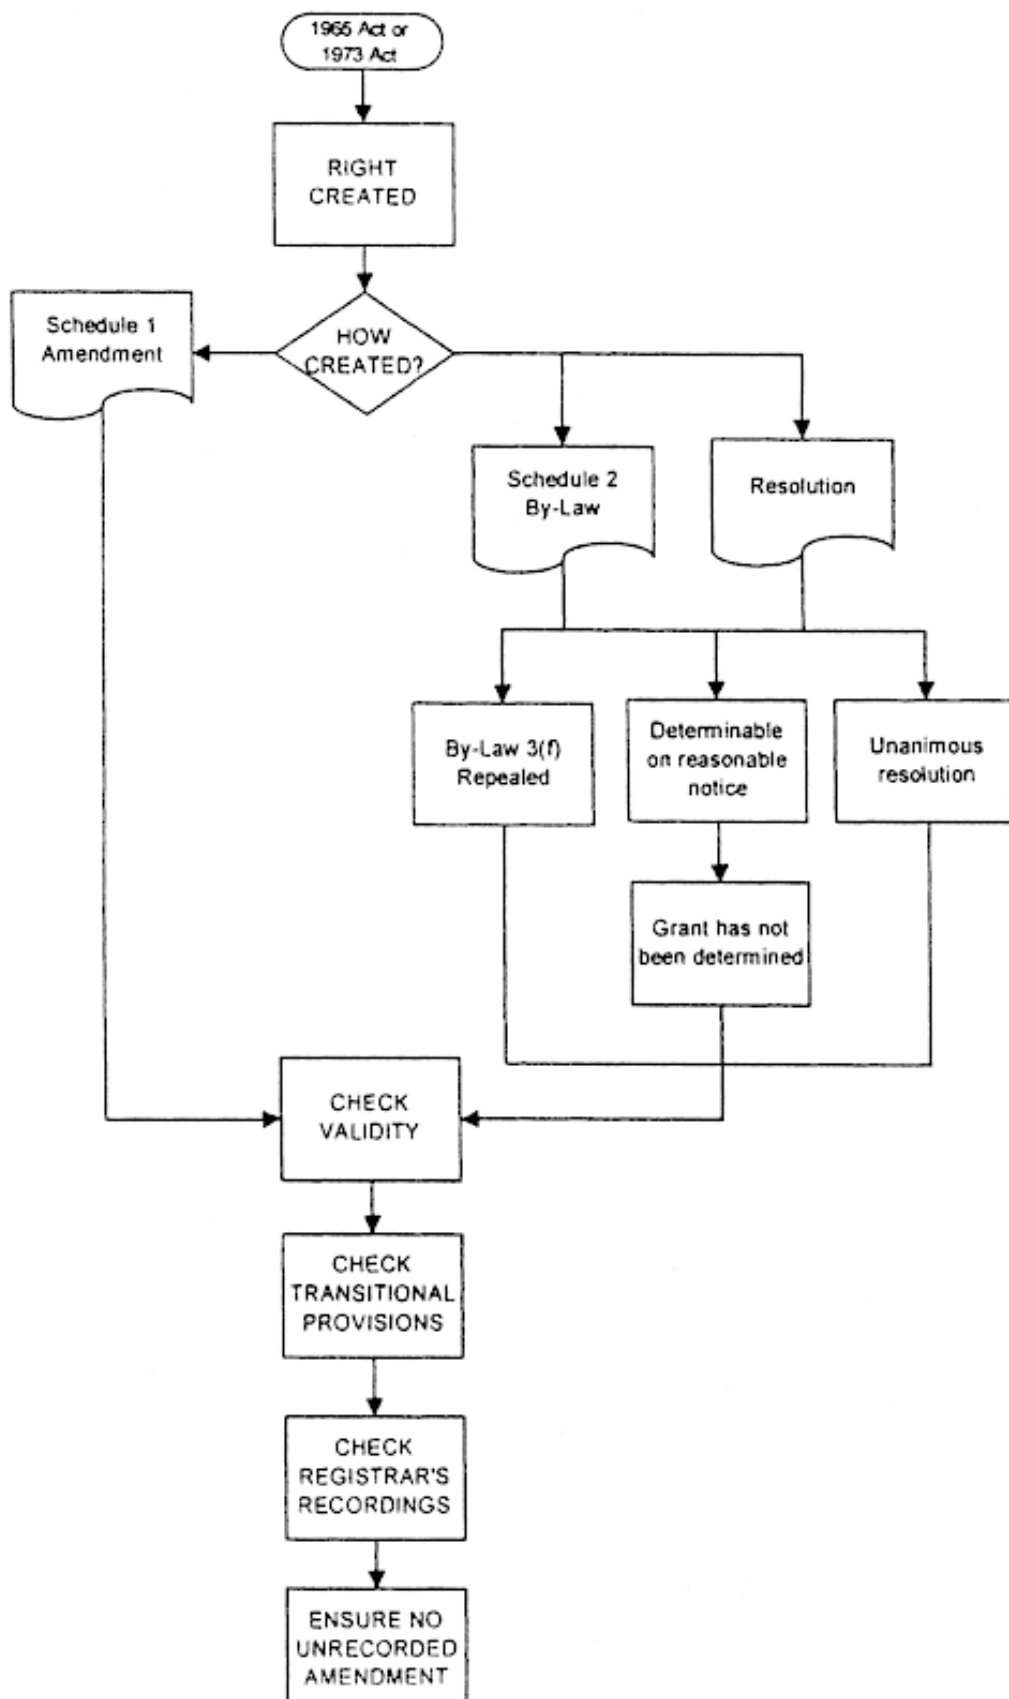 1965 Act or
1973 Act
RIGHT
CREATED
HOW
CREATED?
Schedule 1
Amendment
Schedule 2
By-Law
Resolution
By-Law 3(f)
Repealed
Determinable
on reasonable
notice
Unanimous
resolution
Grant has not
been determined
CHECK
VALIDITY
CHECK
TRANSITIONAL
PROVISIONS
CHECK
REGISTRAR'S
RECORDINGS
ENSURE NO
UNRECORDED
AMENDMENT